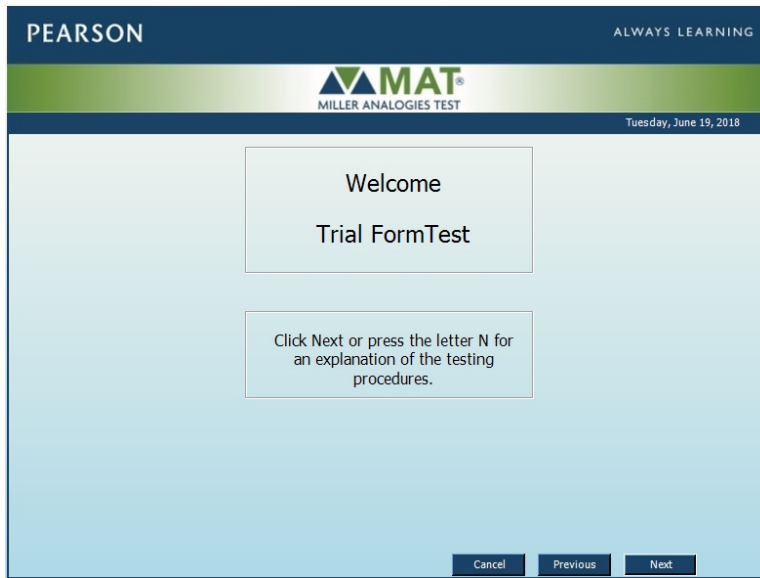 PEARSON
ALWAYS LEARNING
MAT®
MILLER ANALOGIES TEST
Tuesday, June 19, 2018
Welcome
Trial FormTest
Click Next or press the letter N for
an explanation of the testing
procedures.
Cancel Previous Next